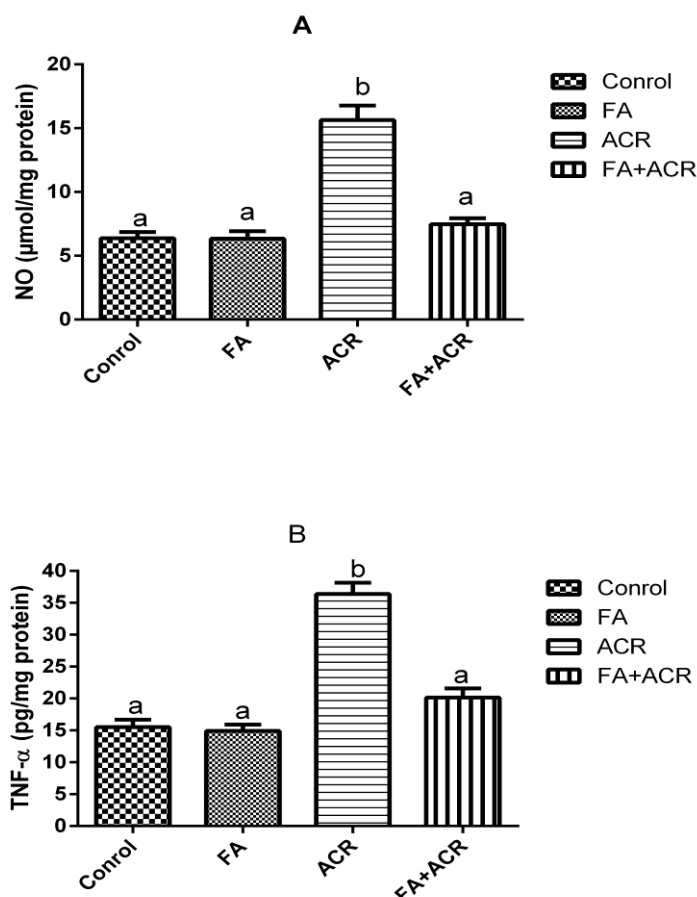 A
NO (µmol/mg protein)
20
15
10
5
0
a
a
b
a
Conrol
FA
ACR
FA+ACR
Conrol
FA
ACR
FA+ACR
B
TNF-α (pg/mg protein)
40
35
30
25
20
15
10
5
0
a
a
b
a
Conrol
FA
ACR
FA+ACR
Conrol
FA
ACR
FA+ACR